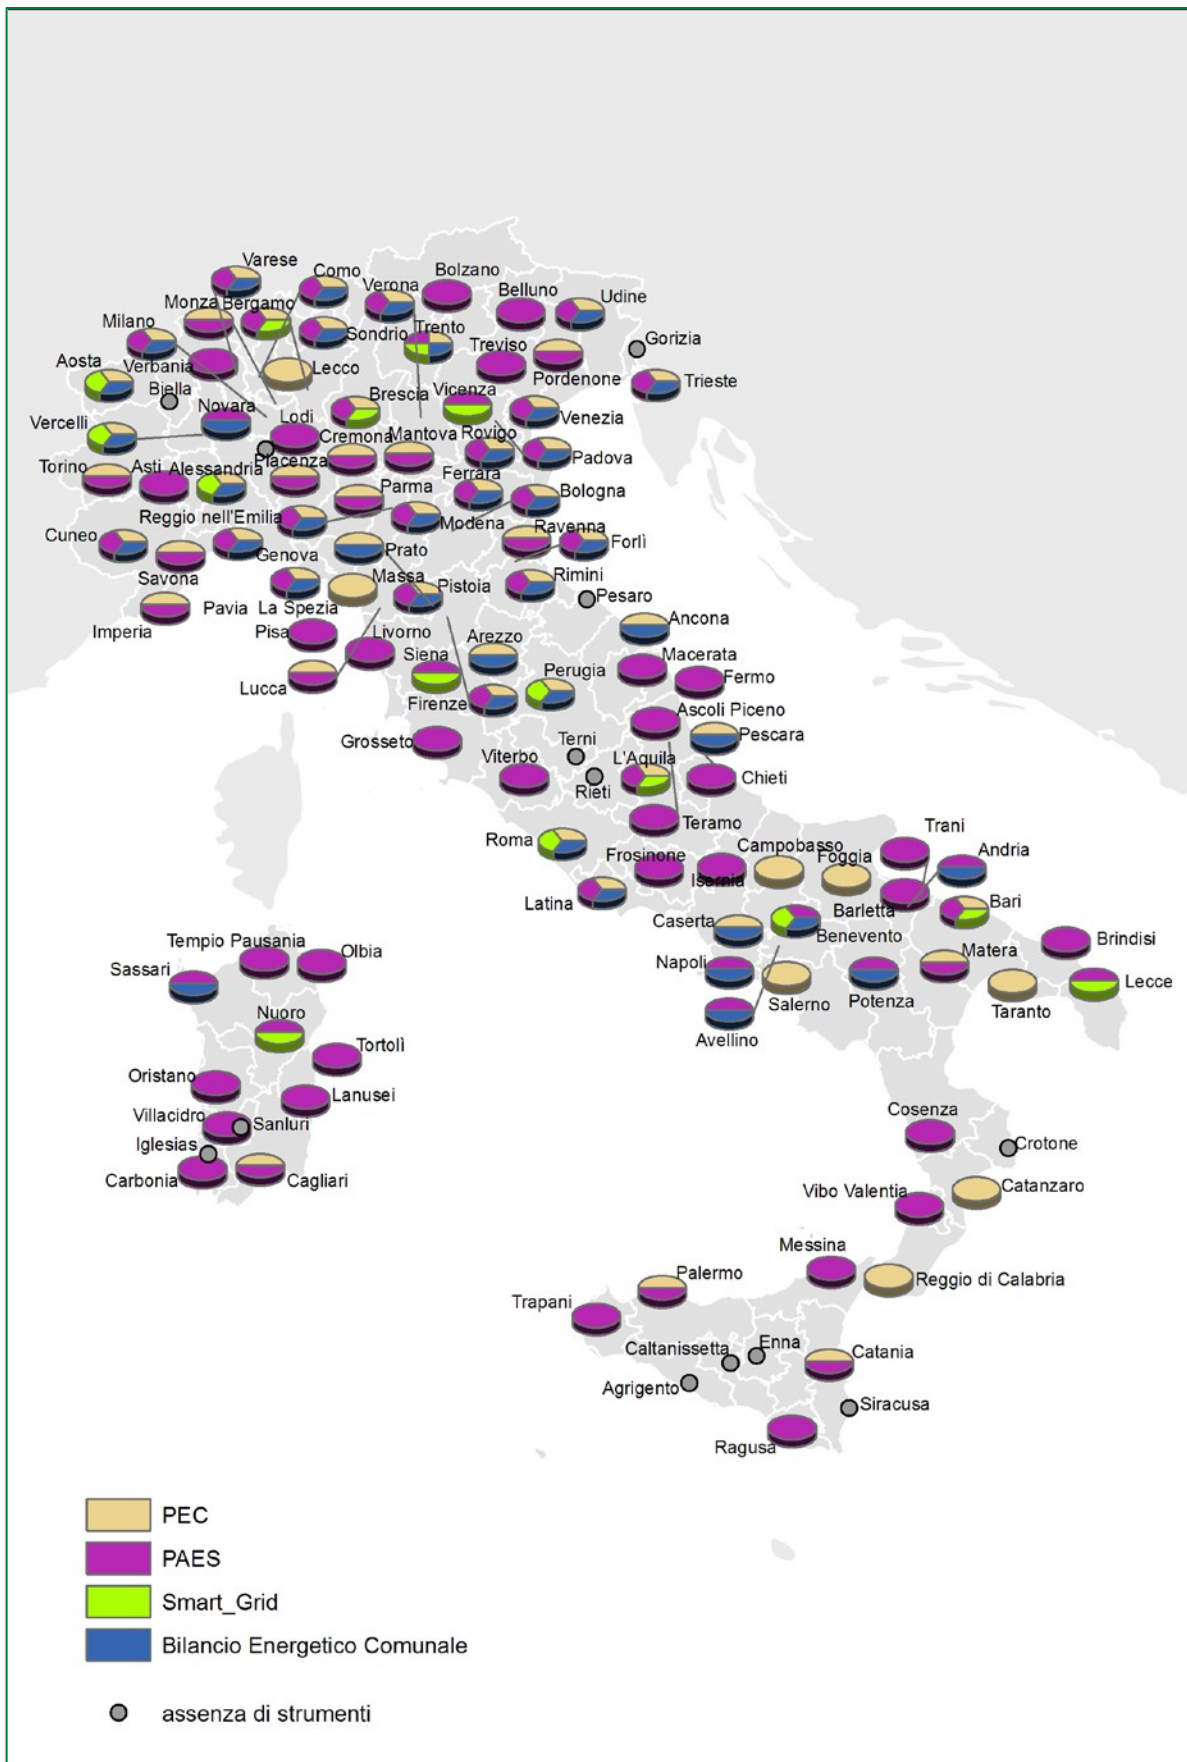 Varese
Como
Verona
Bolzano
Belluno
Udine
Monza
Bergamo
Milano
Sondrio
Trento
Treviso
Gorizia
Aosta
Verbania
Lecco
Pordenone
Trieste
Biella
Brescia
Vicenza
Venezia
Vercelli
Novara
Lodi
Cremona
Mantova
Rovigo
Padova
Torino
Asti
Alessandria
Piacenza
Ferrara
Parma
Bologna
Reggio nell'Emilia
Modena
Ravenna
Cuneo
Genova
Prato
Forlì
Savona
Massa
Pistoia
Rimini
Pesaro
Imperia
Pavia
La Spezia
Pisa
Livorno
Arezzo
Ancona
Siena
Macerata
Lucca
Firenze
Perugia
Fermo
Ascoli Piceno
Grosseto
Terni
Pescara
Viterbo
L'Aquila
Rieti
Chieti
Teramo
Roma
Campobasso
Trani
Frosinone
Foggia
Andria
Isernia
Latina
Barletta
Bari
Caserta
Benevento
Brindisi
Tempio Pausania
Olbia
Napoli
Matera
Sassari
Salerno
Potenza
Lecce
Nuoro
Taranto
Avellino
Tortolì
Oristano
Lanusei
Villacidro
Sanluri
Cosenza
Iglesias
Crotone
Carbonia
Cagliari
Vibo Valentia
Catanzaro
Messina
Palermo
Reggio di Calabria
Trapani
Caltanissetta
Enna
Catania
Agrigento
Siracusa
Ragusa
PEC
PAES
Smart_Grid
Bilancio Energetico Comunale
assenza di strumenti